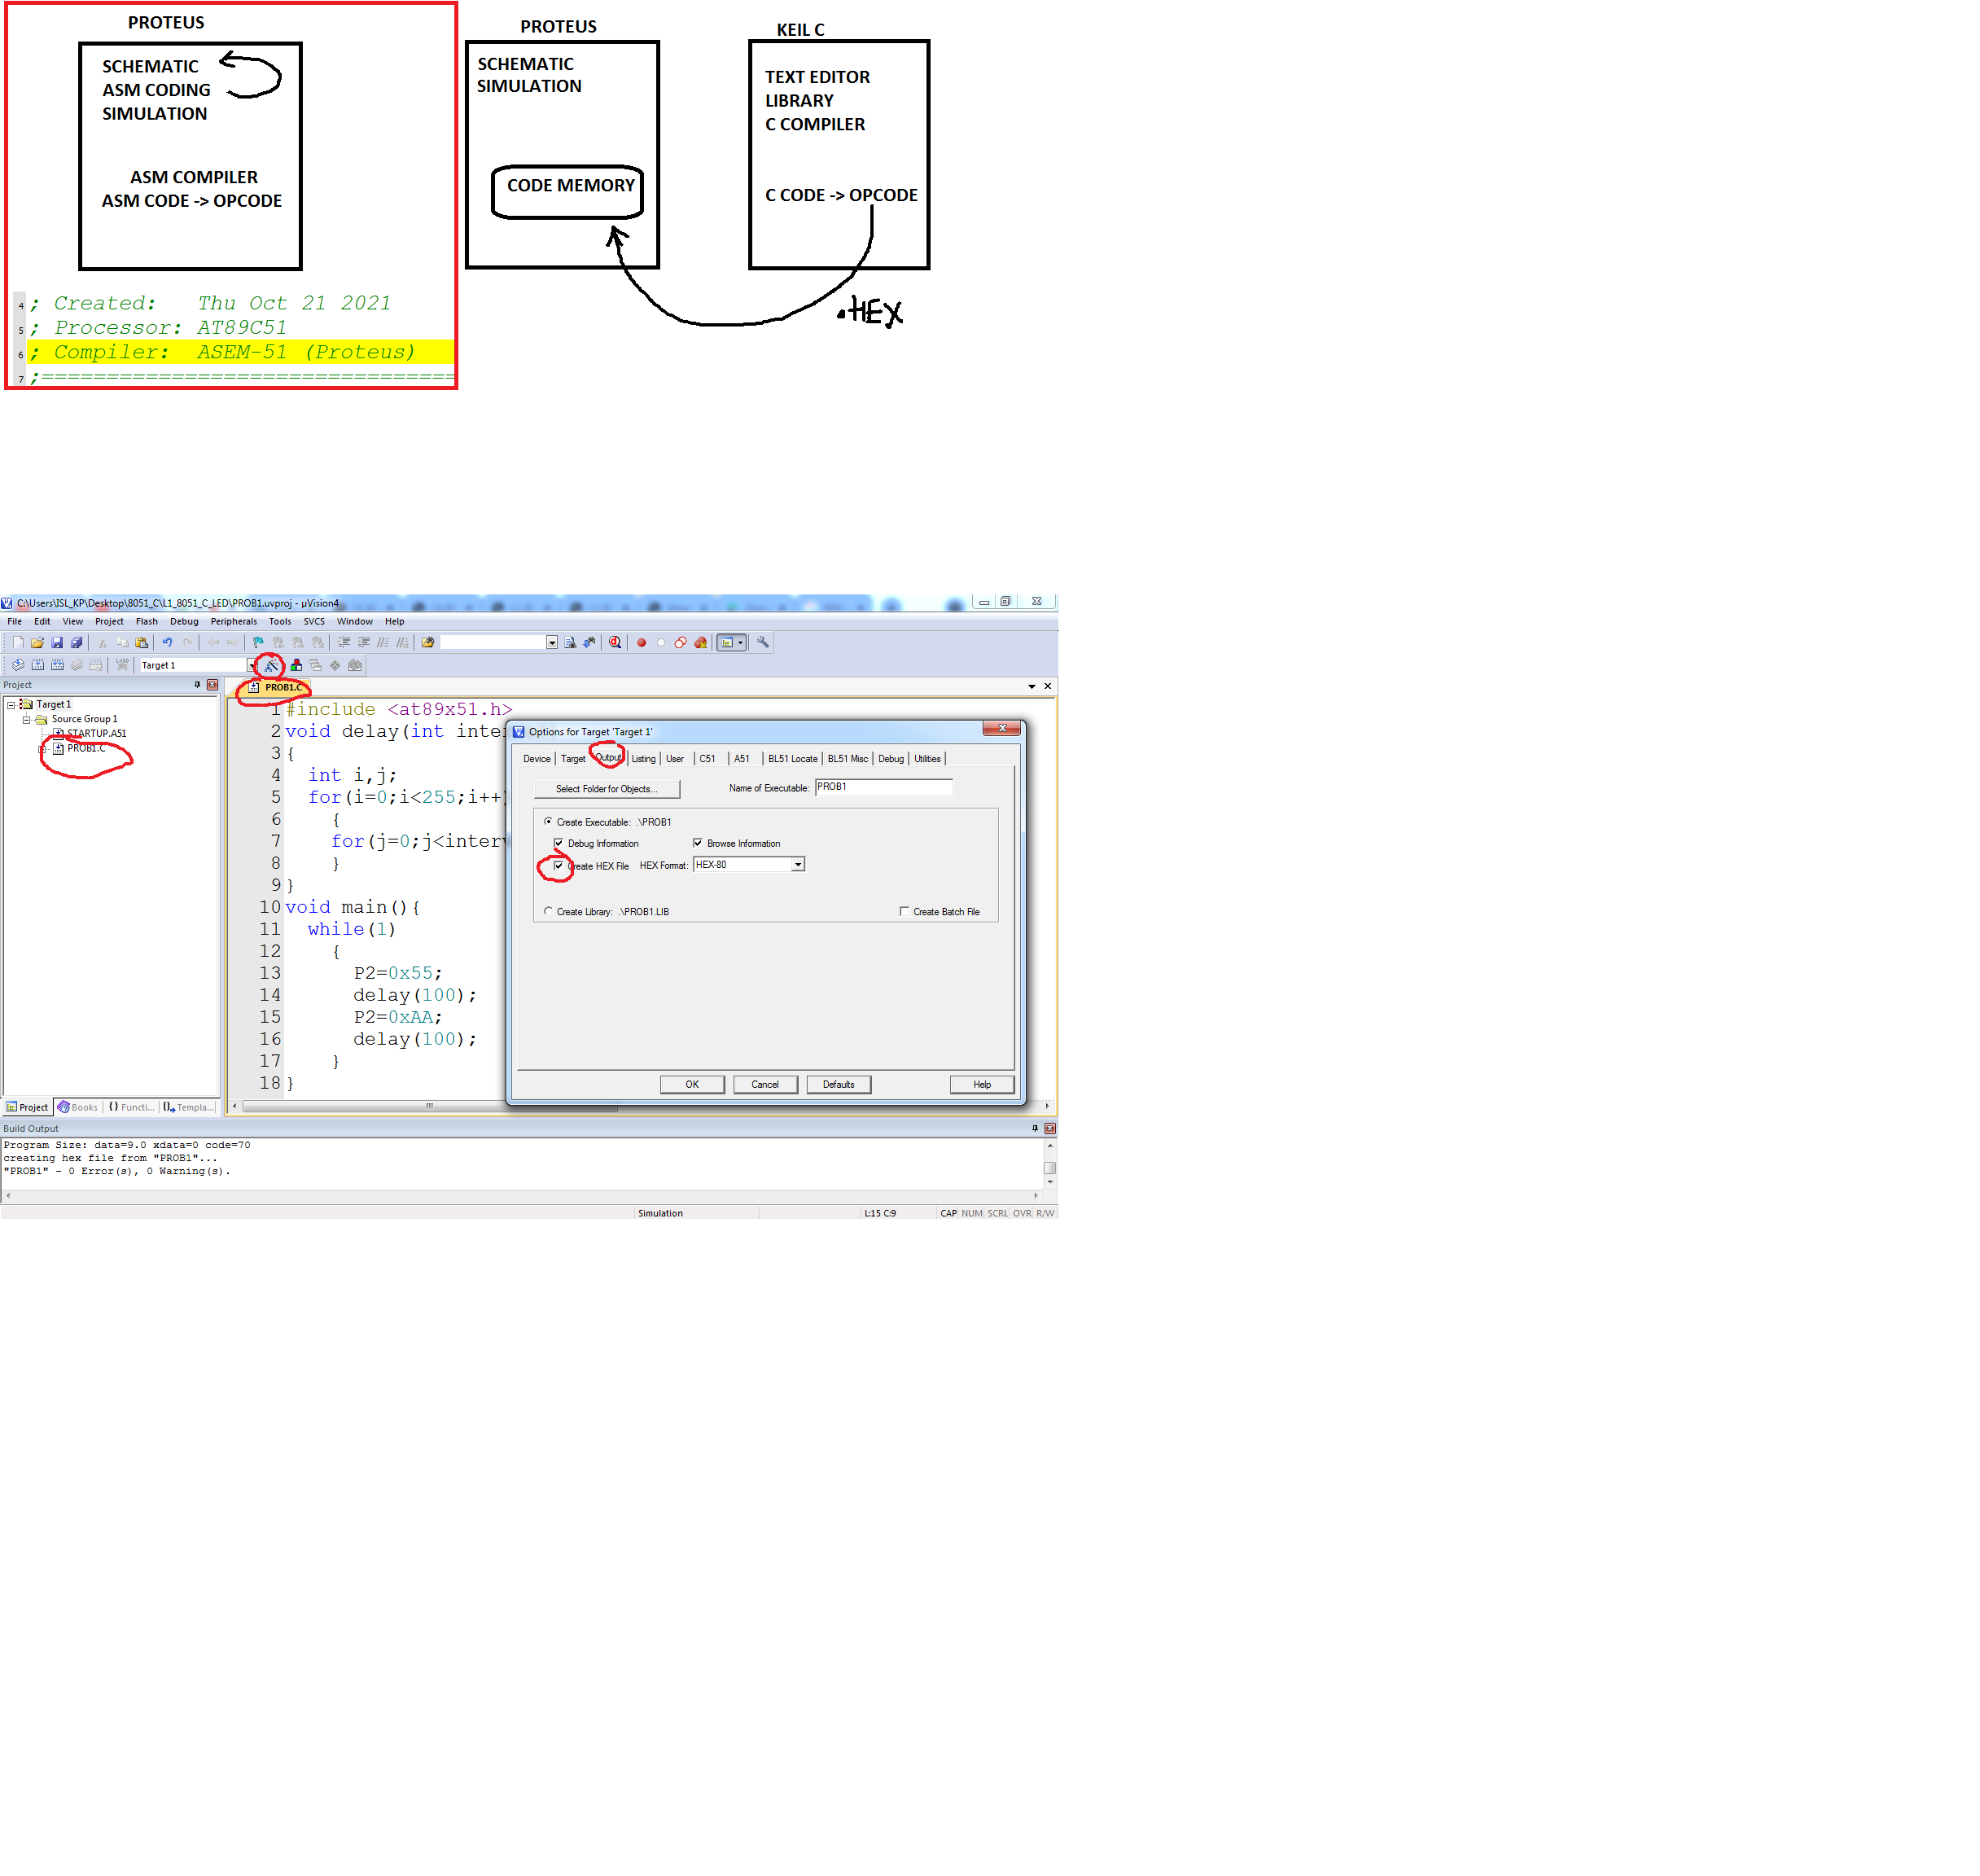 PROTEUS
SCHEMATIC
ASM CODING
SIMULATION
ASM COMPILER
ASM CODE -> OPCODE
4 ; Created:   Thu Oct 21 2021
5 ; Processor: AT89C51
6 ; Compiler:  ASEM-51 (Proteus)
7 ;================================
PROTEUS
SCHEMATIC
SIMULATION
CODE MEMORY
KEIL C
TEXT EDITOR
LIBRARY
C COMPILER
C CODE -> OPCODE
.HEX
C:\Users\ISL_KP\Desktop\8051_C\L1_8051_C_LED\PROB1.uvproj - µVision4
File Edit View Project Flash Debug Peripherals Tools SVCS Window Help
LOAD Target 1
Project
Target 1
Source Group 1
STARTUP.A51
PROB1.C
PROB1.C
1 #include <at89x51.h>
2 void delay(int inter
3 {
4   int i,j;
5   for(i=0;i<255;i++)
6     {
7     for(j=0;j<interv
8     }
9 }
10 void main(){
11   while(1)
12     {
13       P2=0x55;
14       delay(100);
15       P2=0xAA;
16       delay(100);
17     }
18 }
Options for Target 'Target 1'
Device Target Output Listing User C51 A51 BL51 Locate BL51 Misc Debug Utilities
Select Folder for Objects... Name of Executable: PROB1
Create Executable: .\PROB1
Debug Information Browse Information
Create HEX File HEX Format: HEX-80
Create Library: .\PROB1.LIB Create Batch File
OK Cancel Defaults Help
Project Books {} Functi... Templa...
Build Output
Program Size: data=9.0 xdata=0 code=70
creating hex file from "PROB1"...
"PROB1" - 0 Error(s), 0 Warning(s).
Simulation L:15 C:9 CAP NUM SCRL OVR R/W